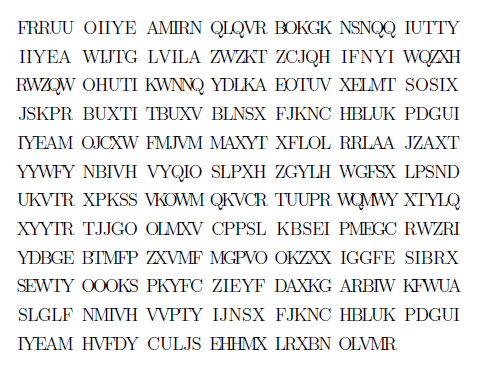 FRRUU OIIYE AMIRN QLQVR BOKGK NSNQQ IUTTY
IIYEA WIJTG LVILA ZWZKT ZCJQH IFNYI WQZXH
RWZQW OHUTI KWNNQ YDLKA EOTUV XELMT SOSIX
JSKPR BUXTI TBUXV BLNSX FJKNC HBLUK PDGUI
IYEAM OJCXW FMJVM MAXYT XFLOL RRLAA JZAXT
YYWFY NBIVH VYQIO SLPXH ZGYLH WGFSX LPSND
UKVTR XPKSS VKOWM QKVCR TUUPR WQMWY XTYLQ
XYYTR TJJGO OLMXV CPPSL KBSEI PMEGC RWZRI
YDBGE BTMFP ZXVMF MGPVO OKZXX IGGFE SIBRX
SEWTY OOOKS PKYFC ZIEYF DAXKG ARBIW KFWUA
SLGLF NMIVH VVPTY IJNSX FJKNC HBLUK PDGUI
IYEAM HVFDY CULJS EHHMX LRXBN OLVMR